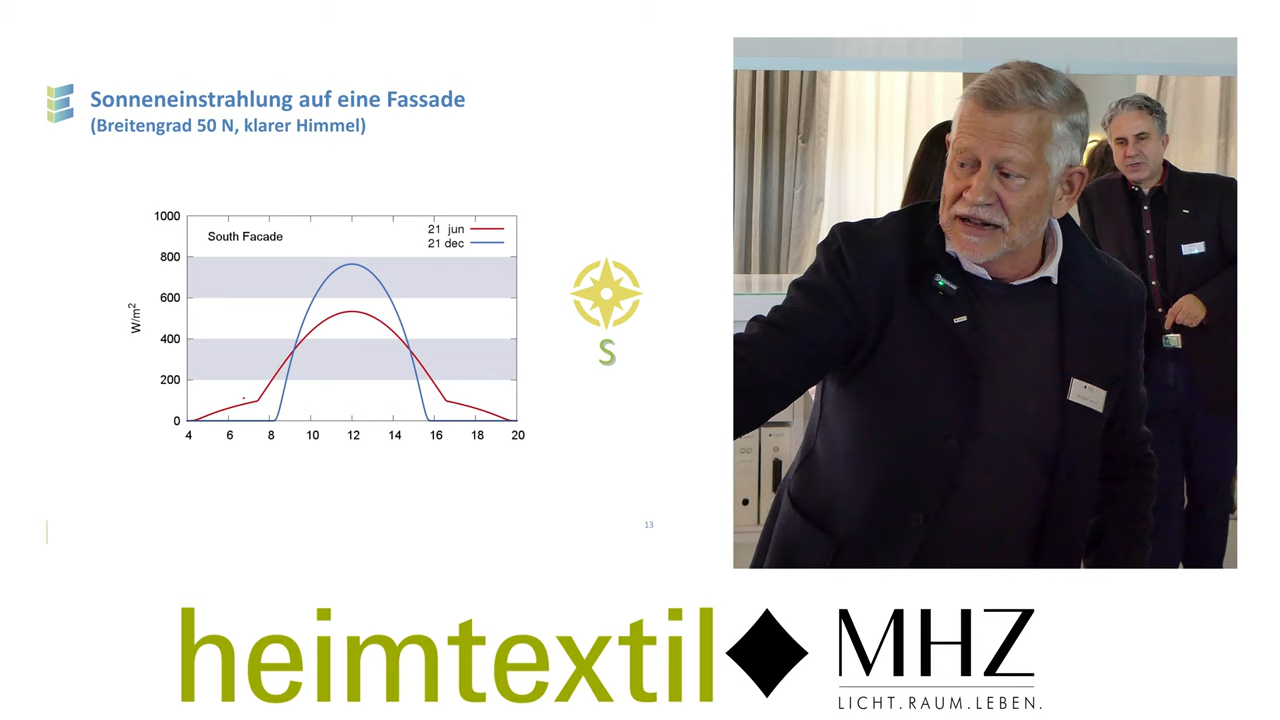 Sonneneinstrahlung auf eine Fassade
(Breitengrad 50 N, klarer Himmel)
1000
800
600
400
200
0
W/m²
South Facade
21 jun
21 dec
4 6 8 10 12 14 16 18 20
S
13
heimtextil
MHZ
LICHT.RAUM.LEBEN.